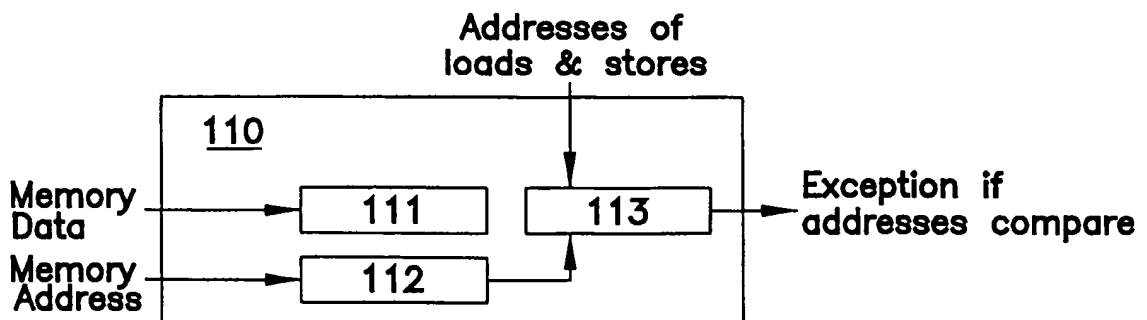 Addresses of
loads & stores
110
Memory
Data
111
113
Exception if
addresses compare
Memory
Address
112